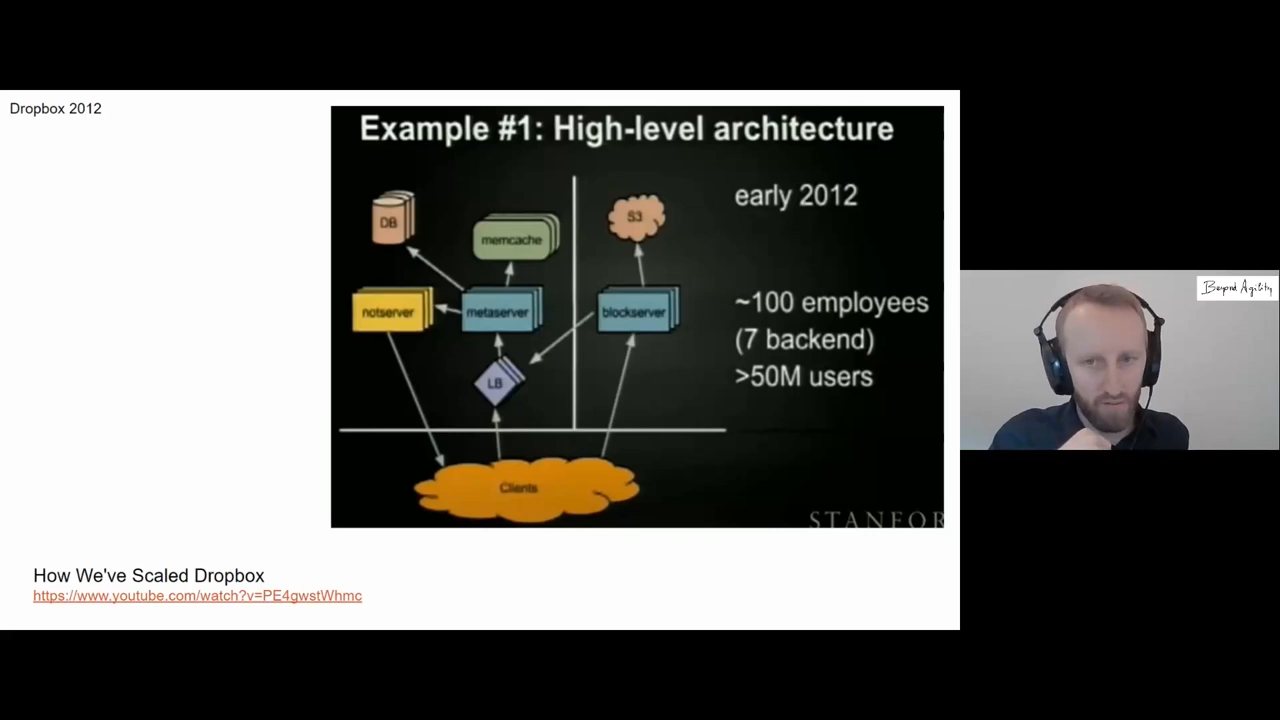 Dropbox 2012
Example #1: High-level architecture
early 2012
DB
memcache
S3
notserver
metaserver
blockserver
~100 employees
(7 backend)
>50M users
LB
Clients
STANFOR
Beyond Agility
How We've Scaled Dropbox
https://www.youtube.com/watch?v=PE4gwstWhmc